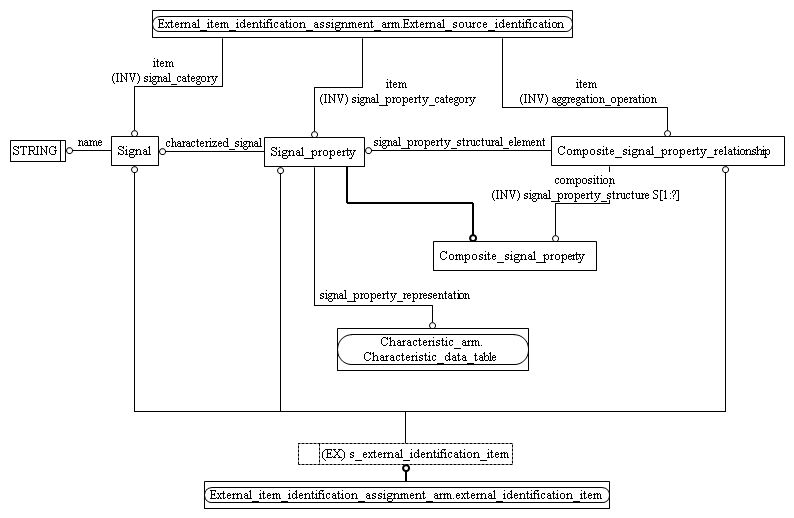 External_item_identification_assignment_arm.External_source_identification
item
(INV) signal_category
item
(INV) signal_property_category
item
(INV) aggregation_operation
STRING
name
Signal
characterized_signal
Signal_property
signal_property_structural_element
Composite_signal_property_relationship
composition
(INV) signal_property_structure S[1:?]
Composite_signal_property
signal_property_representation
Characteristic_arm.
Characteristic_data_table
(EX) s_external_identification_item
External_item_identification_assignment_arm.external_identification_item